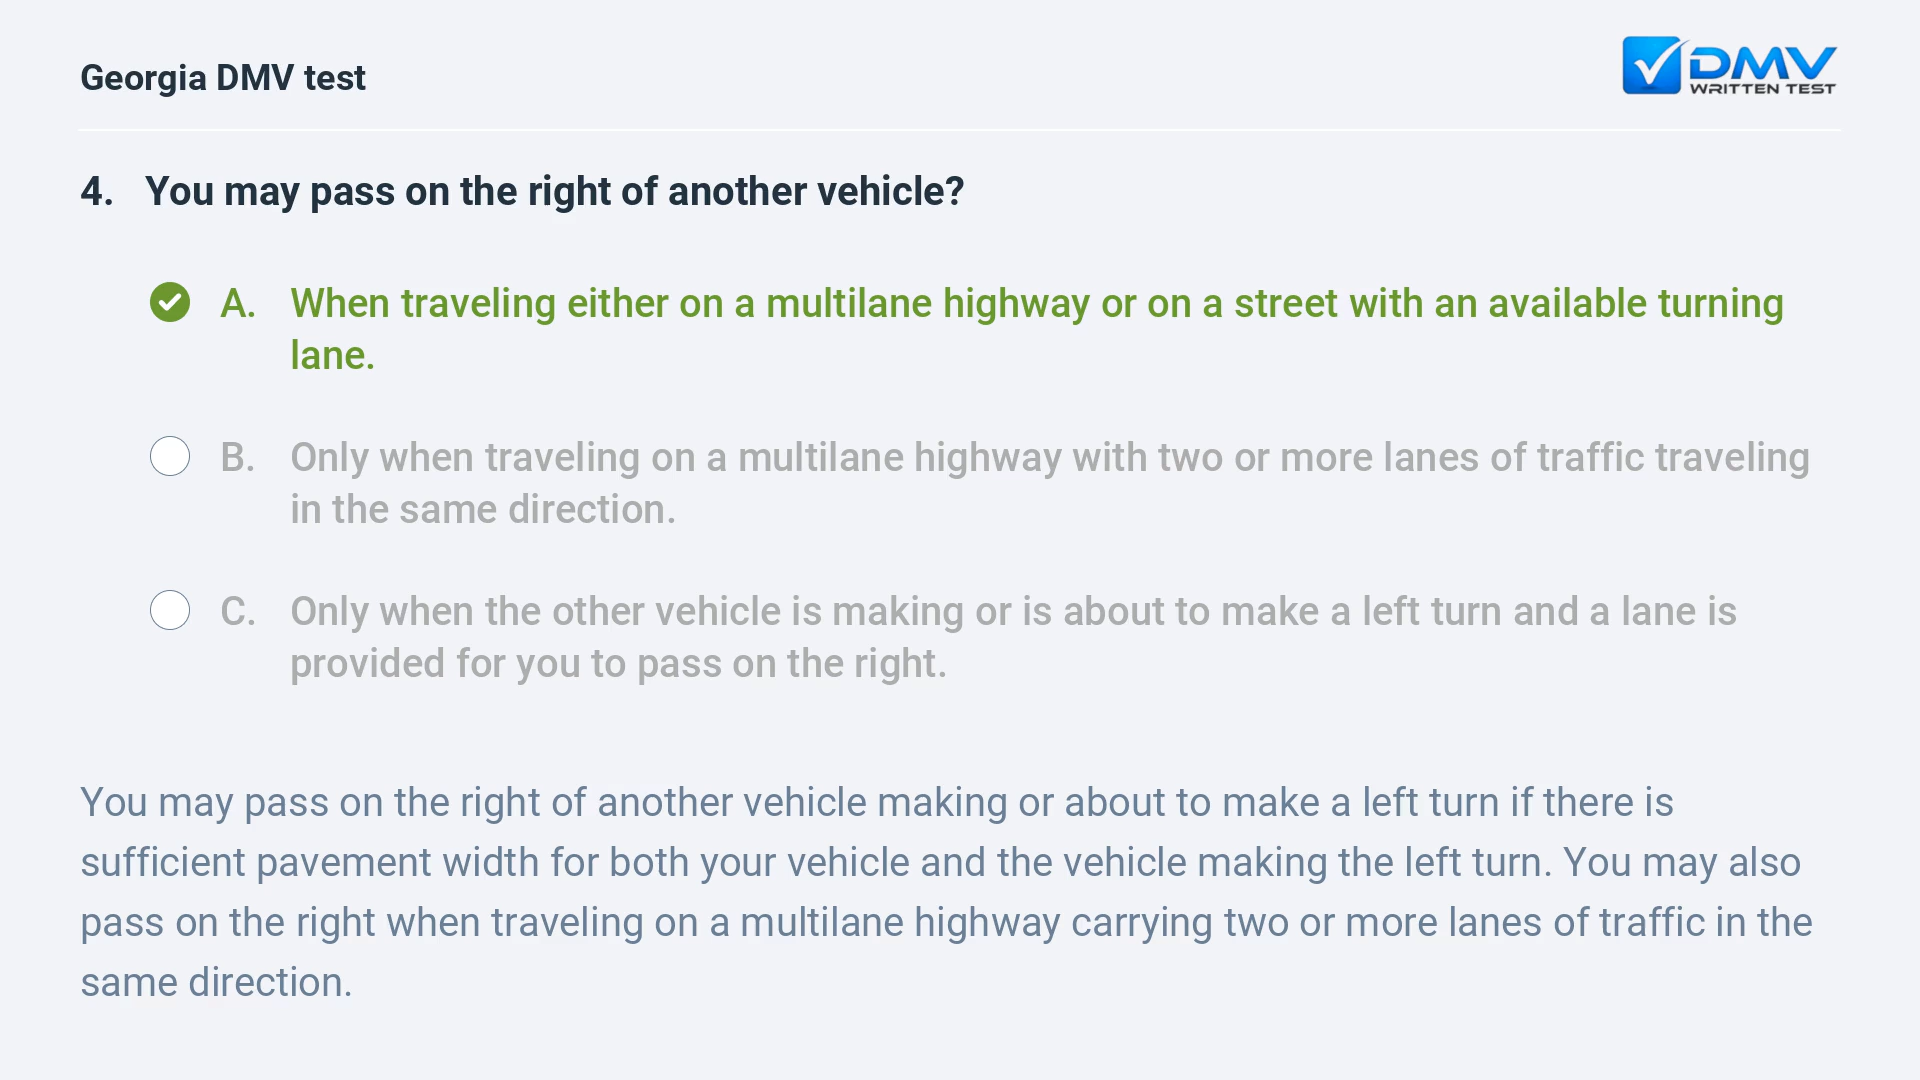 Georgia DMV test
DMV
WRITTEN TEST
4. You may pass on the right of another vehicle?
A. When traveling either on a multilane highway or on a street with an available turning
lane.
B. Only when traveling on a multilane highway with two or more lanes of traffic traveling
in the same direction.
C. Only when the other vehicle is making or is about to make a left turn and a lane is
provided for you to pass on the right.
You may pass on the right of another vehicle making or about to make a left turn if there is
sufficient pavement width for both your vehicle and the vehicle making the left turn. You may also
pass on the right when traveling on a multilane highway carrying two or more lanes of traffic in the
same direction.